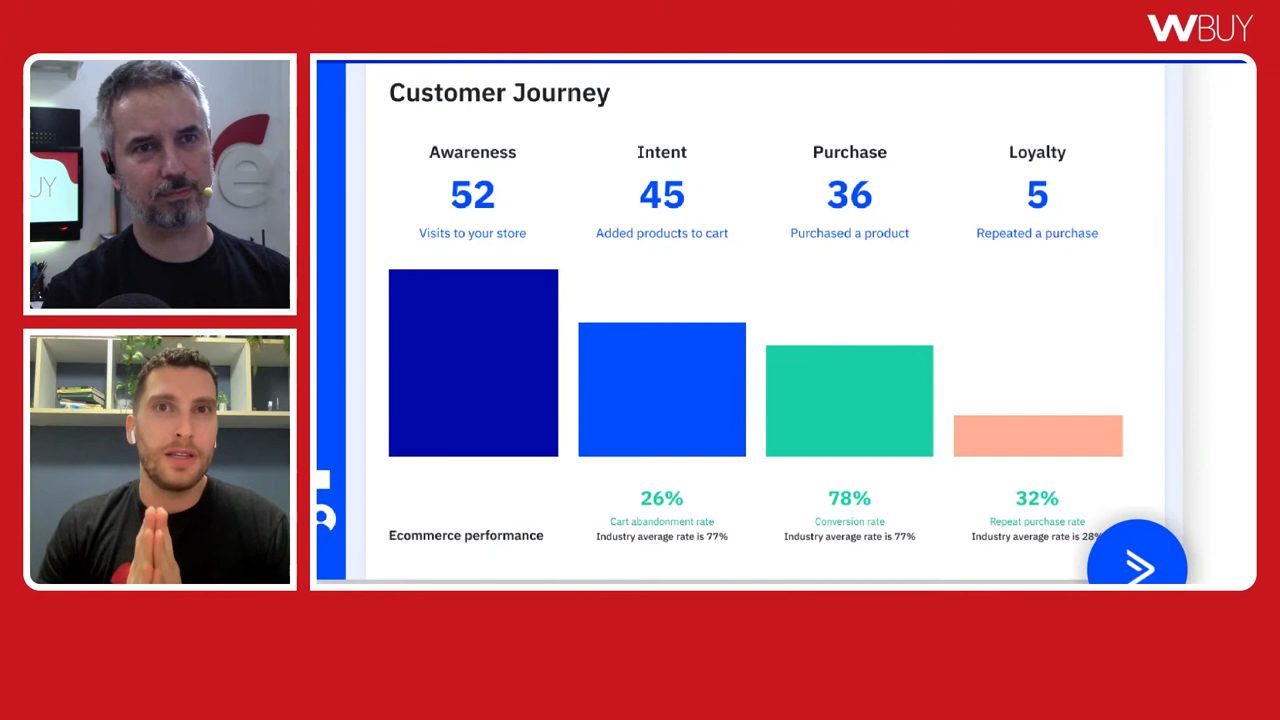 WBUY
UY
e
Customer Journey
Awareness
Intent
Purchase
Loyalty
52
45
36
5
Visits to your store
Added products to cart
Purchased a product
Repeated a purchase
26%
78%
32%
Cart abandonment rate
Conversion rate
Repeat purchase rate
Ecommerce performance
Industry average rate is 77%
Industry average rate is 77%
Industry average rate is 28%